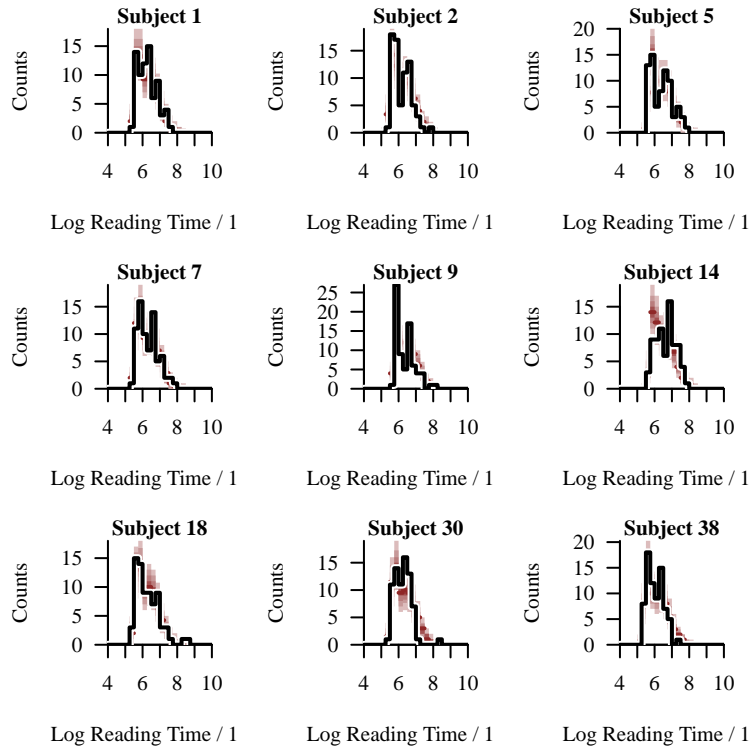 Subject 1 Subject 2 Subject 5
Counts Counts Counts
15 15 20
10 10 15
5 5 10
0 0 5
0
4 6 8 10 4 6 8 10 4 6 8 10
Log Reading Time / 1 Log Reading Time / 1 Log Reading Time / 1
Subject 7 Subject 9 Subject 14
Counts Counts Counts
15 25 15
10 20 10
5 15 5
0 10 0
5
0
4 6 8 10 4 6 8 10 4 6 8 10
Log Reading Time / 1 Log Reading Time / 1 Log Reading Time / 1
Subject 18 Subject 30 Subject 38
Counts Counts Counts
15 15 20
10 10 15
5 5 10
0 0 5
0
4 6 8 10 4 6 8 10 4 6 8 10
Log Reading Time / 1 Log Reading Time / 1 Log Reading Time / 1